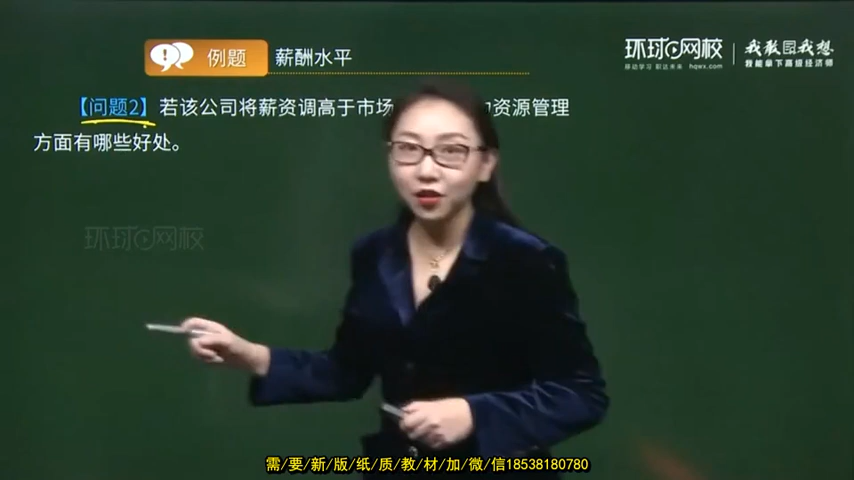 例题
薪酬水平
环球网校
移动学习 职达未来 hqwx.com
我敢学我想
我能拿下高级经济师
【问题2】若该公司将薪资调高于市场 资源管理
方面有哪些好处。
环球网校
需/要/新/版/纸/质/教/材/加/微/信18538180780